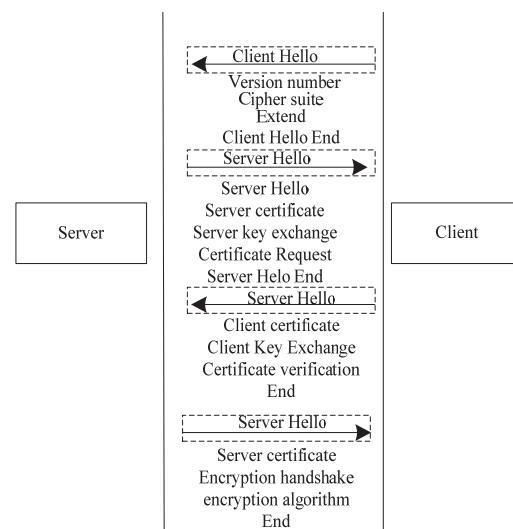 Client Hello
Version number
Cipher suite
Extend
Client Hello End
Server Hello
Server Hello
Server certificate
Server key exchange
Certificate Request
Server Helo End
Server
Client
Server Hello
Client certificate
Client Key Exchange
Certificate verification
End
Server Hello
Server certificate
Encryption handshake
encryption algorithm
End